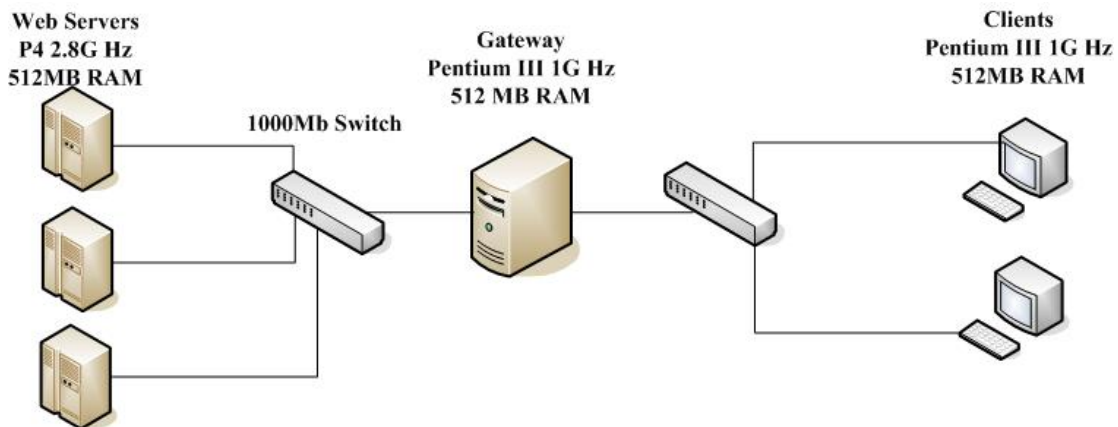 Web Servers
P4 2.8G Hz
512MB RAM
Gateway
Pentium III 1G Hz
512 MB RAM
Clients
Pentium III 1G Hz
512MB RAM
1000Mb Switch